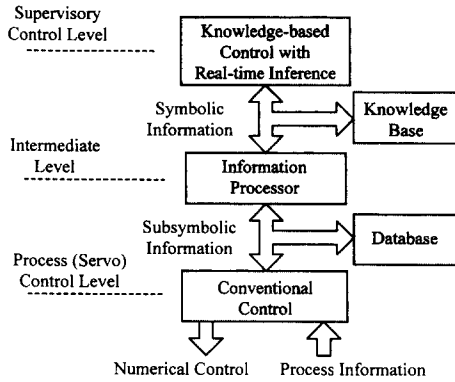 Supervisory
Control Level
Knowledge-based
Control with
Real-time Inference
Symbolic
Information
Knowledge
Base
Intermediate
Level
Information
Processor
Subsymbolic
Information
Database
Process (Servo)
Control Level
Conventional
Control
Numerical Control
Process Information